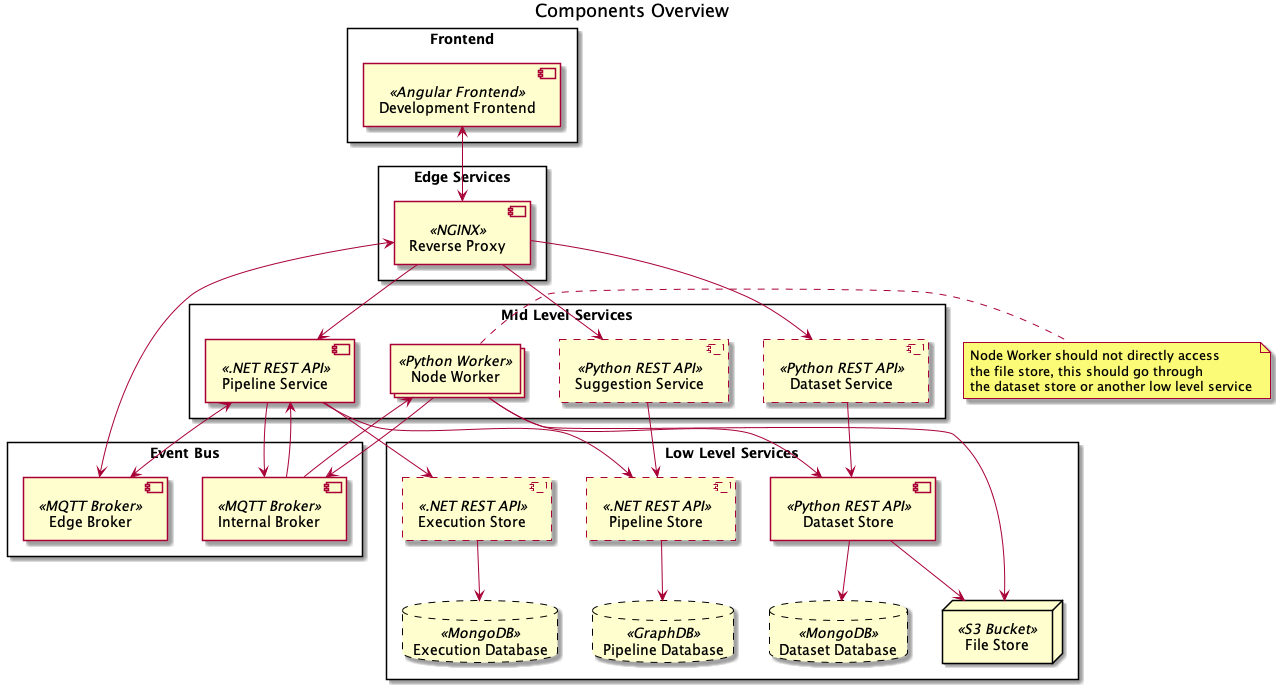 Components Overview
Frontend
«Angular Frontend»
Development Frontend
Edge Services
«NGINX»
Reverse Proxy
Mid Level Services
«.NET REST API»
Pipeline Service
«Python Worker»
Node Worker
«Python REST API»
Suggestion Service
«Python REST API»
Dataset Service
Node Worker should not directly access
the file store, this should go through
the dataset store or another low level service
Event Bus
«MQTT Broker»
Edge Broker
«MQTT Broker»
Internal Broker
Low Level Services
«.NET REST API»
Execution Store
«.NET REST API»
Pipeline Store
«Python REST API»
Dataset Store
«MongoDB»
Execution Database
«GraphDB»
Pipeline Database
«MongoDB»
Dataset Database
«S3 Bucket»
File Store